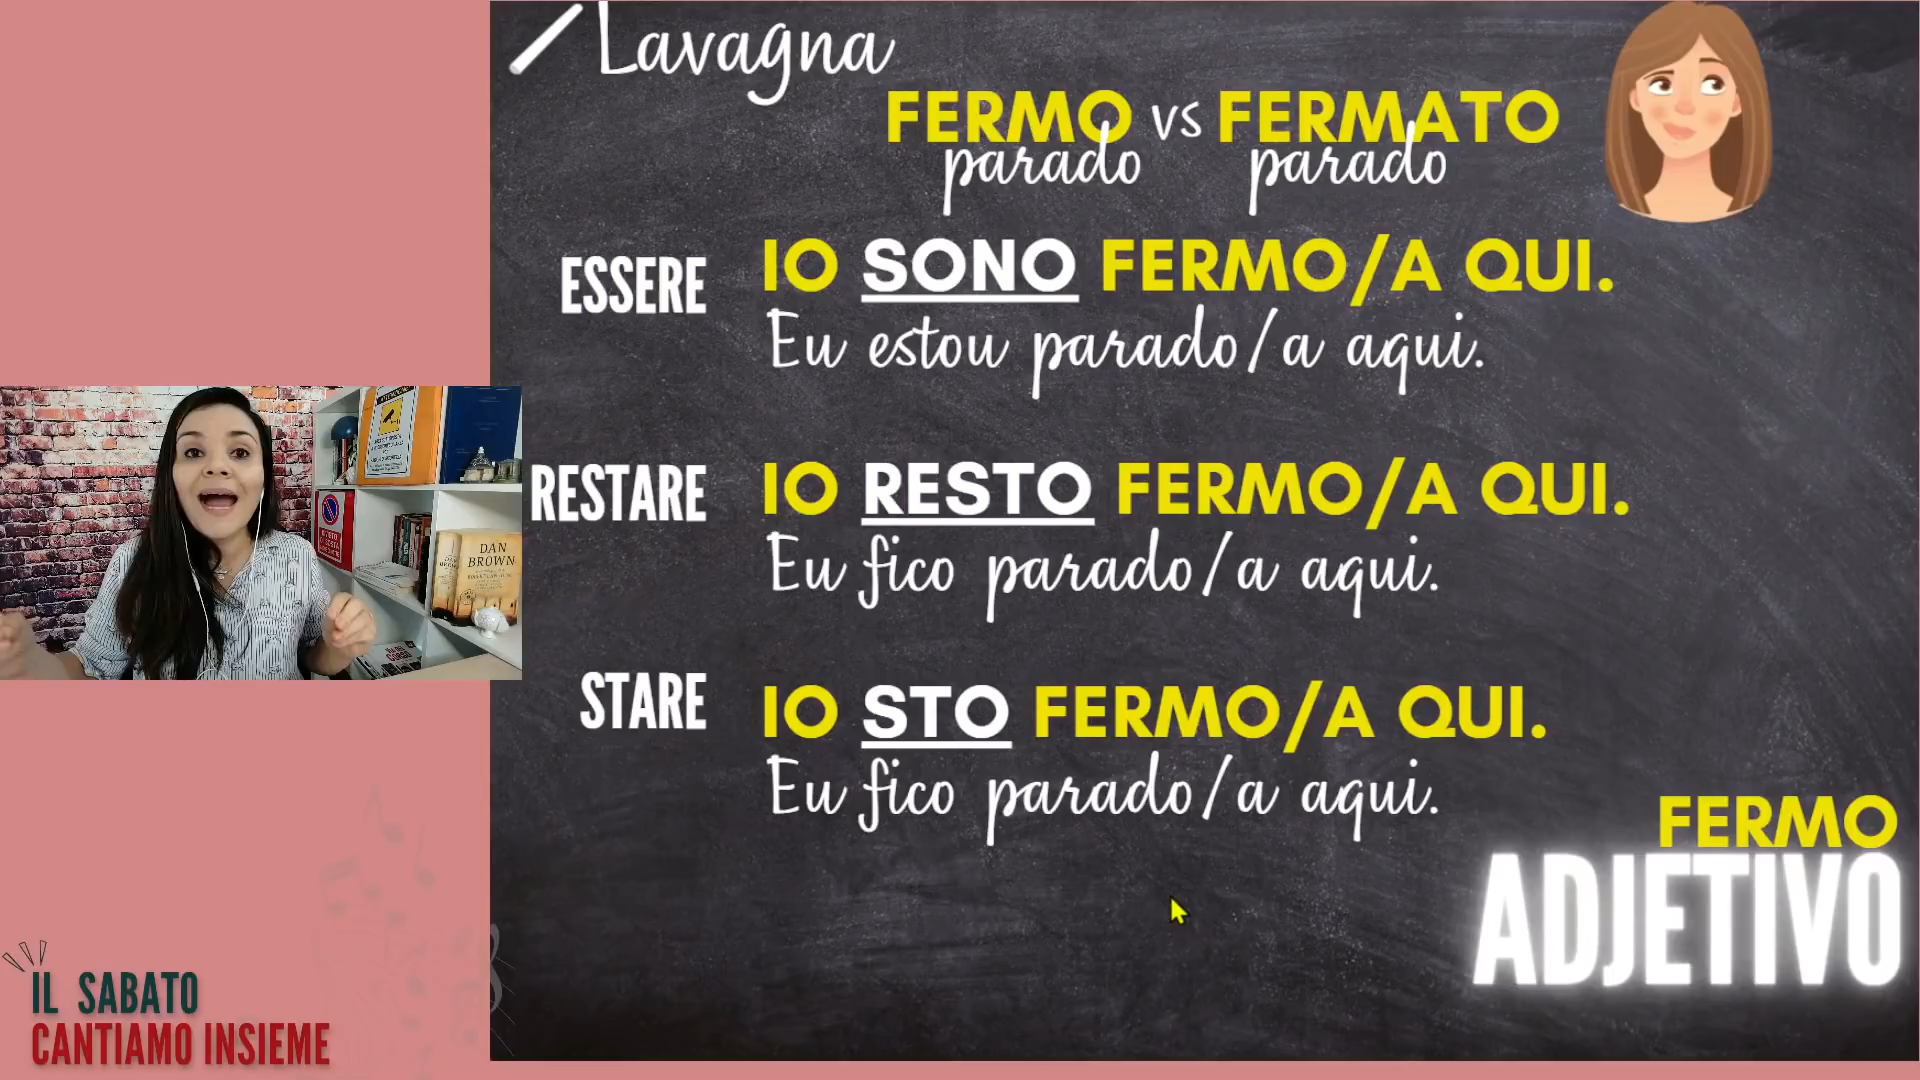 Lavagna
FERMO vs FERMATO
parado parado
ESSERE
IO SONO FERMO/A QUI.
Eu estou parado/a aqui.
RESTARE
IO RESTO FERMO/A QUI.
Eu fico parado/a aqui.
STARE
IO STO FERMO/A QUI.
Eu fico parado/a aqui.
FERMO
ADJETIVO
DAN
BROWN
IL SABATO
CANTIAMO INSIEME